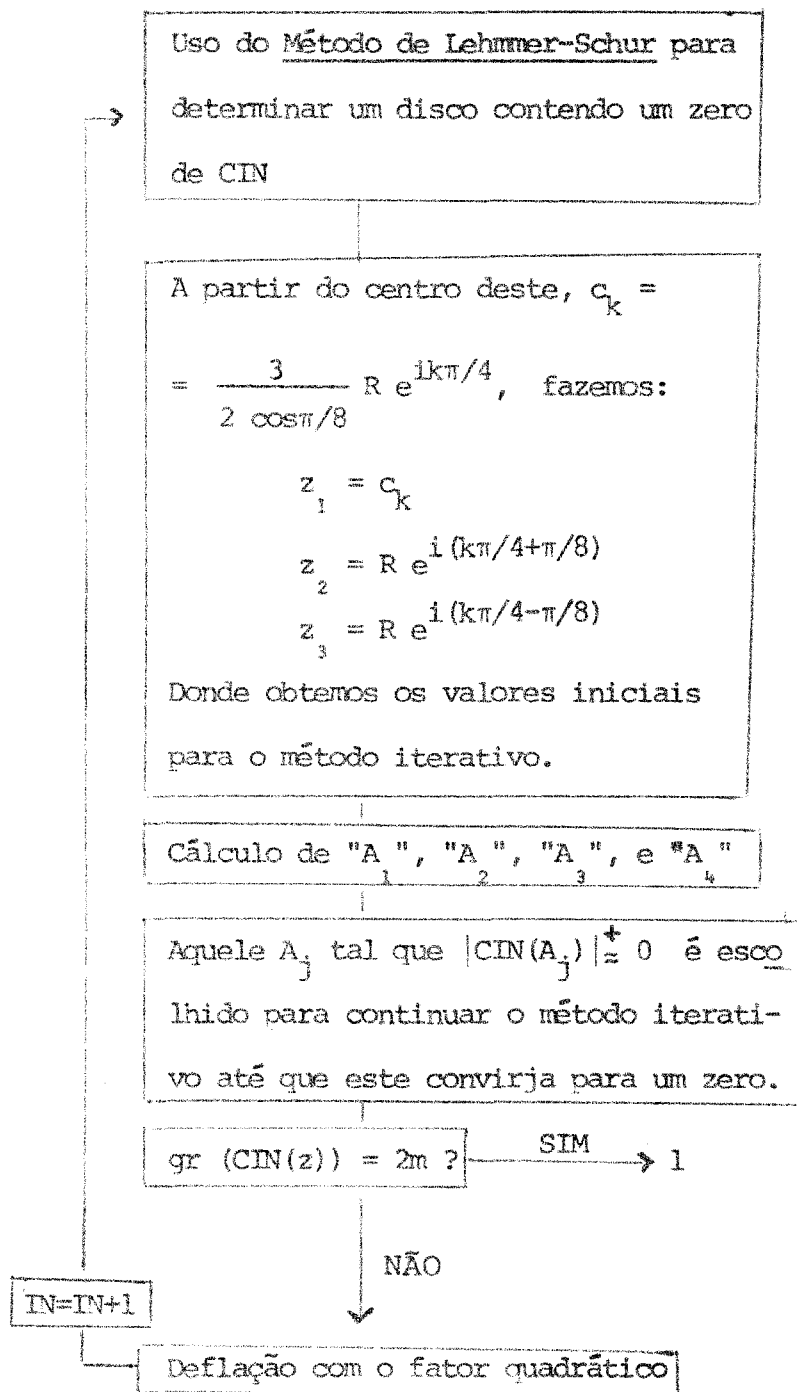 Uso do Método de Lehmmer-Schur para
determinar um disco contendo um zero
de CIN
A partir do centro deste, c_k =
= 3 / (2 cosπ/8) R e^{ikπ/4}, fazemos:
z_1 = c_k
z_2 = R e^{i(kπ/4+π/8)}
z_3 = R e^{i(kπ/4-π/8)}
Donde obtemos os valores iniciais
para o método iterativo.
Cálculo de "A_1", "A_2", "A_3", e "A_4"
Aquele A_j tal que |CIN(A_j)| ≅^+ 0 é esco
lhido para continuar o método iterati-
vo até que este convirja para um zero.
gr (CIN(z)) = 2m ? SIM → 1
NÃO
IN=IN+1
Deflação com o fator quadrático